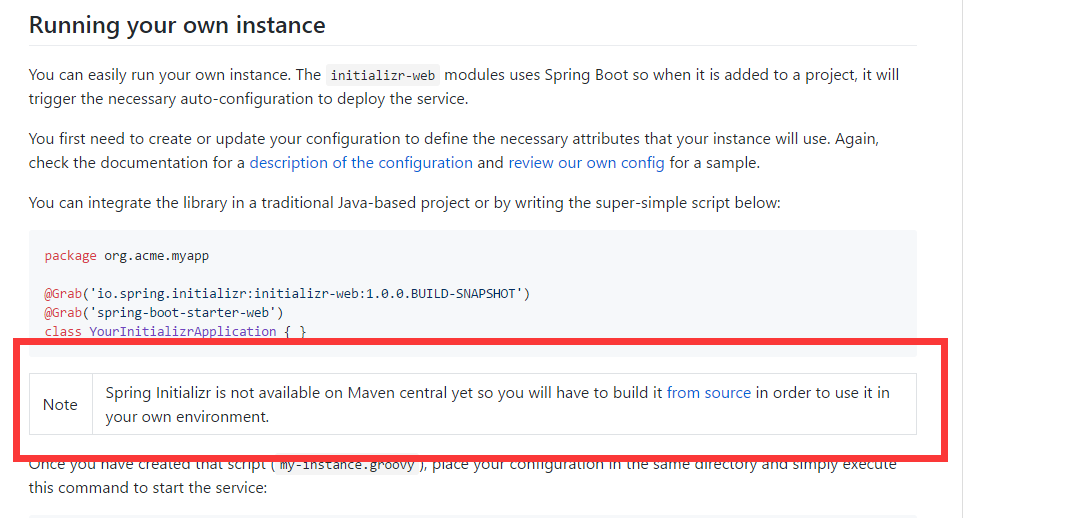 Running your own instance
You can easily run your own instance. The initializr-web modules uses Spring Boot so when it is added to a project, it will
trigger the necessary auto-configuration to deploy the service.
You first need to create or update your configuration to define the necessary attributes that your instance will use. Again,
check the documentation for a description of the configuration and review our own config for a sample.
You can integrate the library in a traditional Java-based project or by writing the super-simple script below:
package org.acme.myapp
@Grab('io.spring.initializr:initializr-web:1.0.0.BUILD-SNAPSHOT')
@Grab('spring-boot-starter-web')
class YourInitializrApplication { }
Note
Spring Initializr is not available on Maven central yet so you will have to build it from source in order to use it in
your own environment.
Once you have created that script (my-instance.groovy), place your configuration in the same directory and simply execute
this command to start the service: